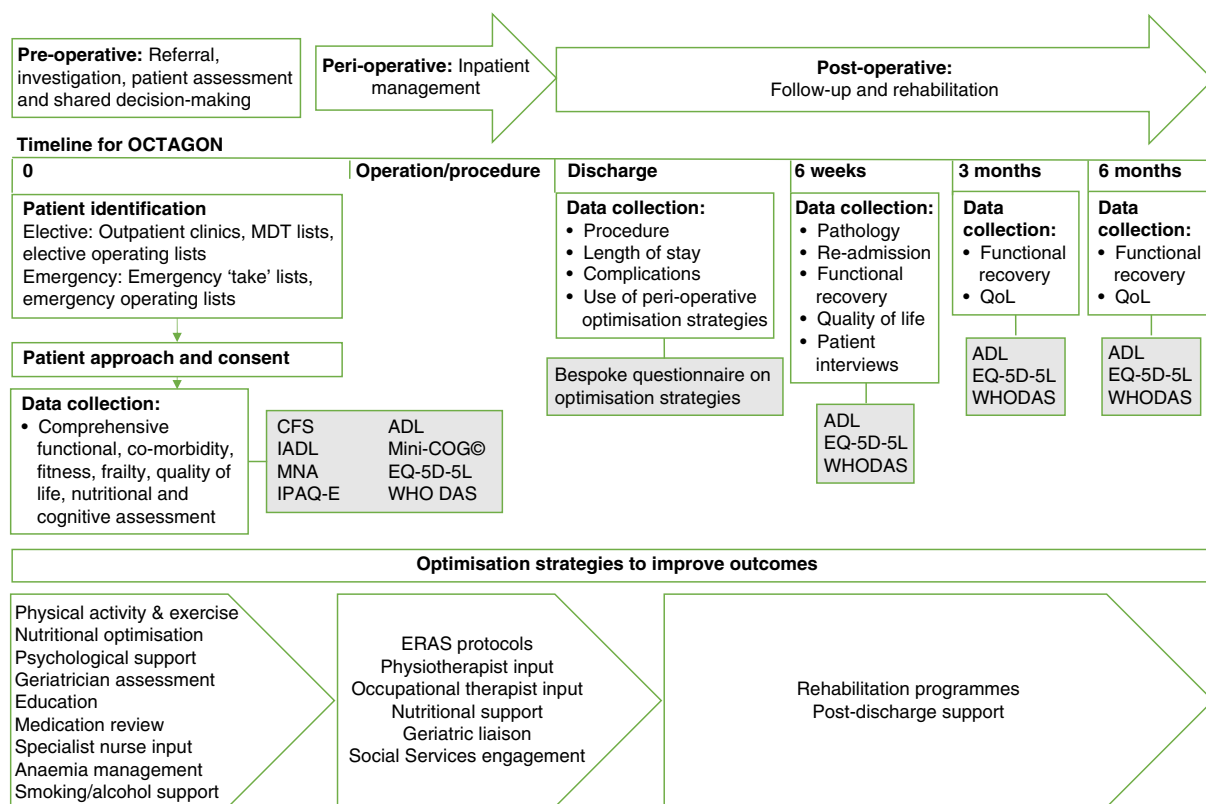 Pre-operative: Referral,
investigation, patient assessment
and shared decision-making
Peri-operative: Inpatient
management
Post-operative:
Follow-up and rehabilitation
Timeline for OCTAGON
0
Operation/procedure
Discharge
6 weeks
3 months
6 months
Patient identification
Elective: Outpatient clinics, MDT lists,
elective operating lists
Emergency: Emergency ‘take’ lists,
emergency operating lists
Patient approach and consent
Data collection:
• Comprehensive
functional, co-morbidity,
fitness, frailty, quality of
life, nutritional and
cognitive assessment
CFS ADL
IADL Mini-COG©
MNA EQ-5D-5L
IPAQ-E WHO DAS
Data collection:
• Procedure
• Length of stay
• Complications
• Use of peri-operative
optimisation strategies
Bespoke questionnaire on
optimisation strategies
Data collection:
• Pathology
• Re-admission
• Functional
recovery
• Quality of life
• Patient
interviews
ADL
EQ-5D-5L
WHODAS
Data
collection:
• Functional
recovery
• QoL
ADL
EQ-5D-5L
WHODAS
Data
collection:
• Functional
recovery
• QoL
ADL
EQ-5D-5L
WHODAS
Optimisation strategies to improve outcomes
Physical activity & exercise
Nutritional optimisation
Psychological support
Geriatrician assessment
Education
Medication review
Specialist nurse input
Anaemia management
Smoking/alcohol support
ERAS protocols
Physiotherapist input
Occupational therapist input
Nutritional support
Geriatric liaison
Social Services engagement
Rehabilitation programmes
Post-discharge support